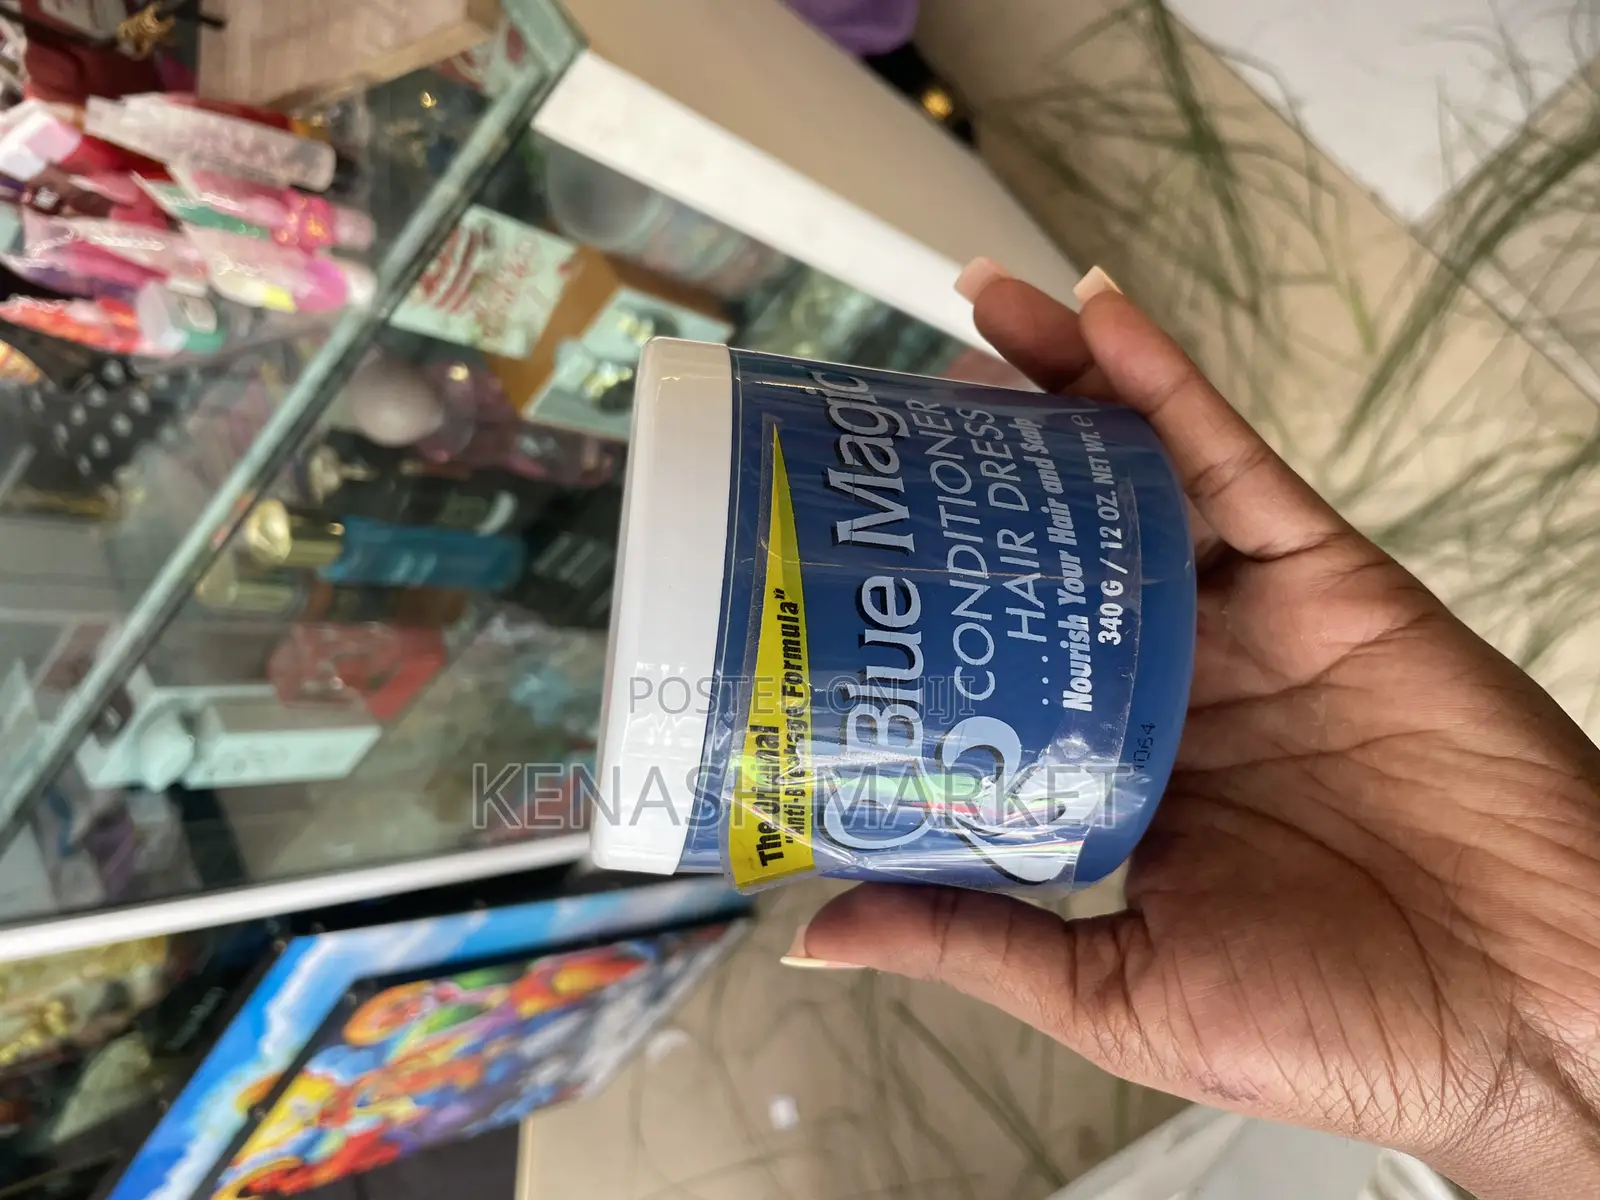 The Original
"Anti-Breakage Formula"
Blue Magic
CONDITIONER
....HAIR DRESS
Nourish Your Hair and Scalp
340 G / 12 OZ. NET WT. e
POSTED ON JIJI
KENASH MARKET